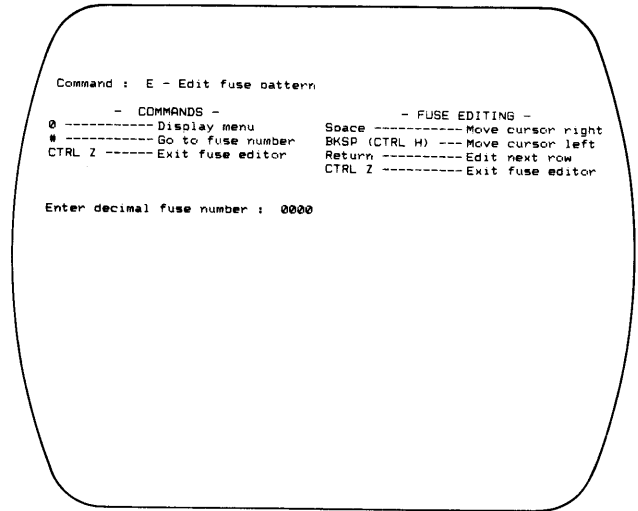 Command : E - Edit fuse pattern
- COMMANDS -
0 ----------- Display menu
# ----------- Go to fuse number
CTRL Z ------ Exit fuse editor
- FUSE EDITING -
Space ----------- Move cursor right
BKSP (CTRL H) --- Move cursor left
Return ---------- Edit next row
CTRL Z ---------- Exit fuse editor
Enter decimal fuse number : 0000